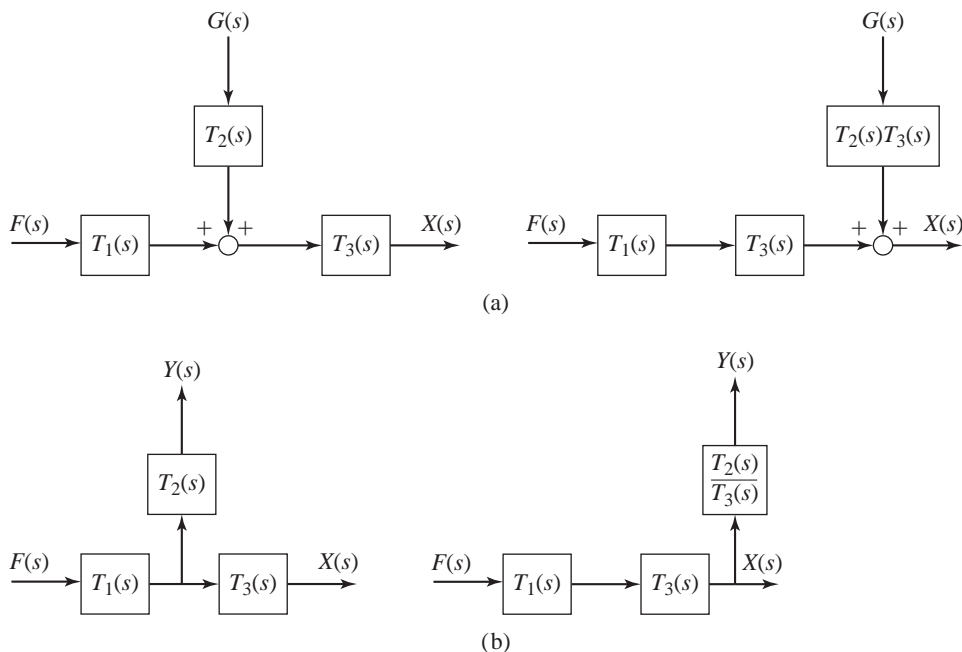 G(s)
T₂(s)
F(s)
T₁(s)
+ +
T₃(s)
X(s)
G(s)
T₂(s)T₃(s)
F(s)
T₁(s)
T₃(s)
+ +
X(s)
(a)
Y(s)
T₂(s)
F(s)
T₁(s)
T₃(s)
X(s)
Y(s)
T₂(s)
T₃(s)
F(s)
T₁(s)
T₃(s)
X(s)
(b)